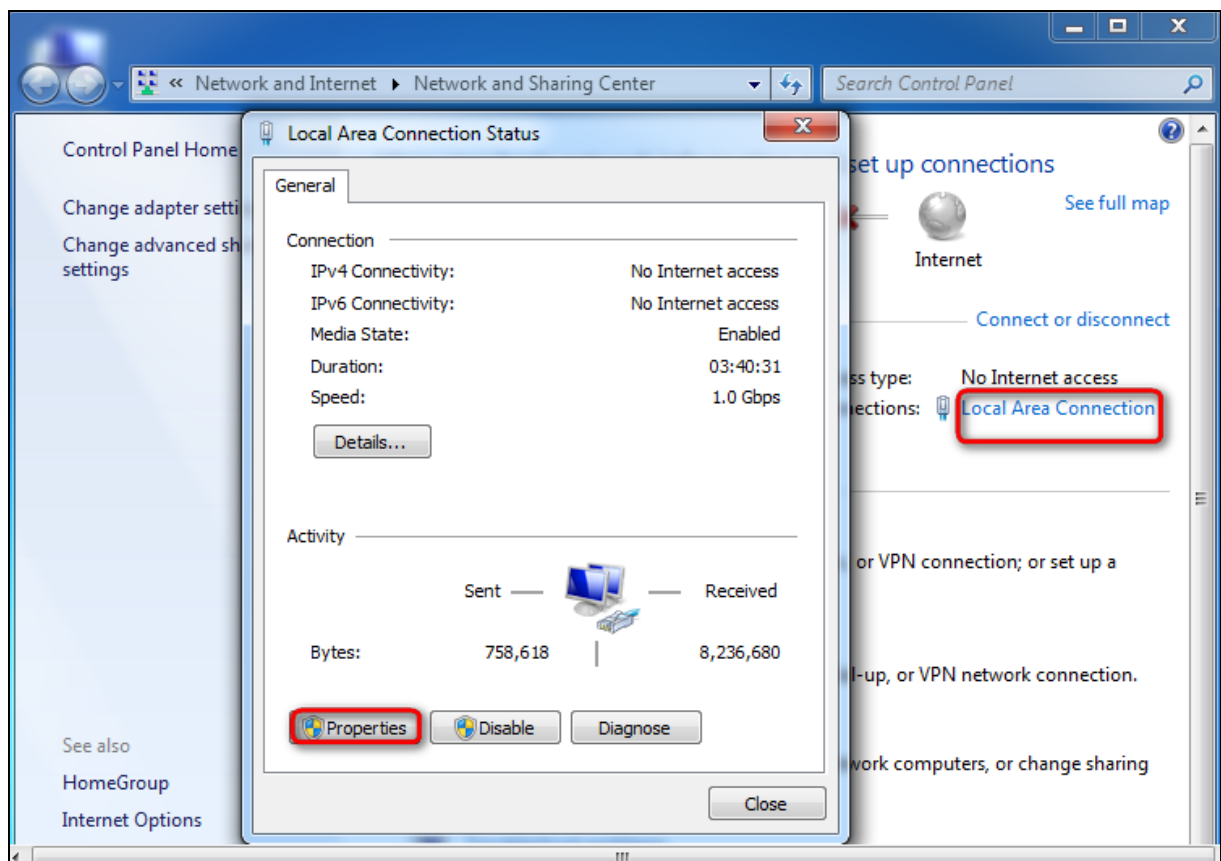 « Network and Internet ▸ Network and Sharing Center
Search Control Panel
Control Panel Home
Change adapter setti
Change advanced sh
settings
See also
HomeGroup
Internet Options
Local Area Connection Status
General
Connection
IPv4 Connectivity: No Internet access
IPv6 Connectivity: No Internet access
Media State: Enabled
Duration: 03:40:31
Speed: 1.0 Gbps
Details...
Activity
Sent — — Received
Bytes: 758,618 | 8,236,680
Properties Disable Diagnose
Close
set up connections
See full map
Internet
Connect or disconnect
ss type: No Internet access
ections: Local Area Connection
or VPN connection; or set up a
l-up, or VPN network connection.
work computers, or change sharing